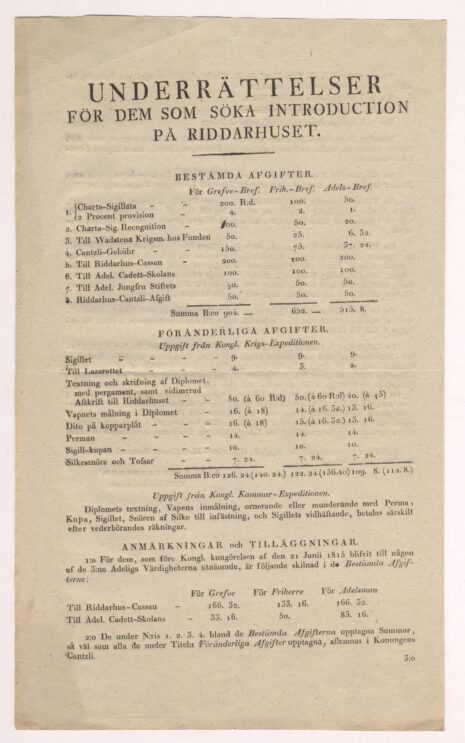 UNDERRÄTTELSER
FÖR DEM SOM SÖKA INTRODUCTION
PÅ RIDDARHUSET.
BESTÄMDA AFGIFTER.
För Grefve-Bref. Frih.-Bref. Adels-Bref.
1. {Charta-Sigillata - - 200. R:d. 100. 50.
{2 Procent provision - 4. 2. 1.
2. Charta-Sig. Recognition - 100. 50. 20.
3. Till Wadstena Krigsm. hus Fonden 50. 25. 6. 32.
4. Cantzli-Gebühr - - 150. 75. 37. 24.
5. Till Riddarhus-Cassan - 200. 200. 200.
6. Till Adel. Cadett-Skolans 100. 100. 100.
7. Till Adel. Jungfru Stiftets 50. 50. 50.
8. Riddarhus-Cantzli-Afgift 50. 50. 50.
Summa B:co 904. — 652. — 515. 8.
FÖRÄNDERLIGA AFGIFTER.
Uppgift från Kongl. Krigs-Expeditionen.
Sigillet - - - 9. 9. 9.
Till Lazarettet - - - 4. 3. 2.
Textning och skrifning af Diplomet,
med pergament, samt vidimerad
Afskrift till Riddarhuset - - 50. (à 60 R:d) 50. (à 60 R:d) 40. (à 45)
Vapnets målning i Diplomet - 16. (à 18) 14. (à 16. 32.) 13. 16.
Dito på kopparplåt - - 16. (à 18) 15. (à 16. 32.) 13. 16.
Perman - - - 14. 14. 14.
Sigill-kupan - - - 10. 10. 10.
Silkesnöre och Tofsar - 7. 24. 7. 24. 7. 24.
Summa B:co 126. 24. (140. 24.) 122. 24. (136. 40) 109. 8. (114. 8.)
Uppgift från Kongl. Kammar-Expeditionen.
Diplomets textning, Vapens inmålning, ornerande eller munderande med Perma,
Kupa, Sigillet, Snören af Silke till infästning, och Sigillets vidhäftande, betalas särskilt
efter vederbörandes räkningar.
ANMÄRKNINGAR och TILLÄGGNINGAR.
1:o För dem, som före Kongl. kungörelsen af den 21 Junii 1815 blifvit till någon
af de 3:ne Adeliga Värdigheterna utnämde, är följande skilnad i de Bestämda Afgif-
terne:
För Grefve För Friherre För Adelsman
Till Riddarhus-Cassan - 166. 32. 133. 16. 166. 32.
Till Adel. Cadett-Skolans - 33. 16. 50. 83. 16.
2:o De under N:ris 1. 2. 3. 4. bland de Bestämda Afgifterna upptagna Summor,
så väl som alla de under Titeln Föränderliga Afgifter upptagna, aflemnas i Konungens
Cantzli.
3:o